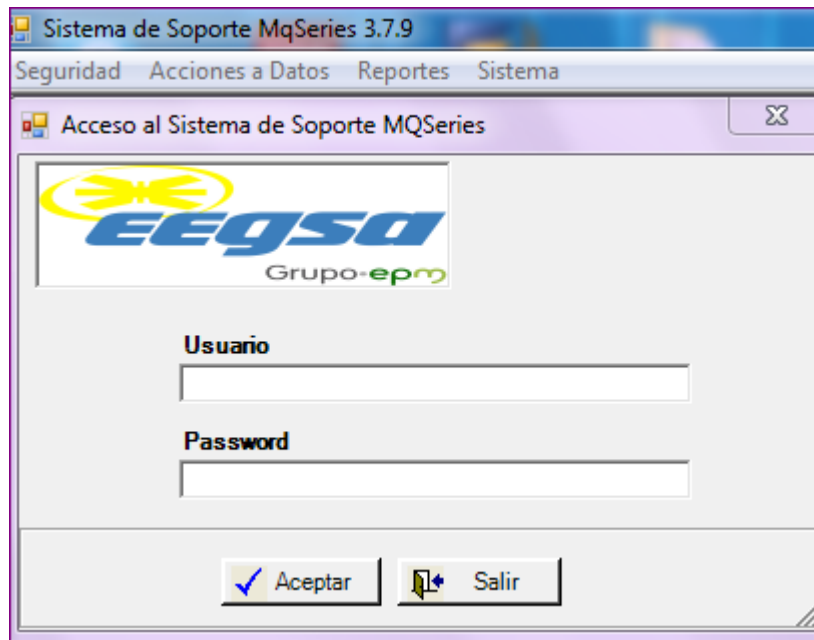 Sistema de Soporte MqSeries 3.7.9
Seguridad Acciones a Datos Reportes Sistema
Acceso al Sistema de Soporte MQSeries
EEgsa
Grupo-epm
Usuario
Password
Aceptar Salir